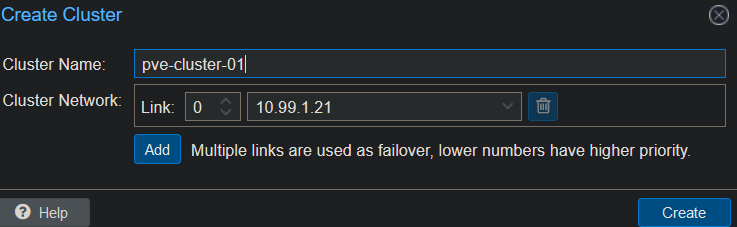 Create Cluster
Cluster Name: pve-cluster-01
Cluster Network: Link: 0 10.99.1.21
Add Multiple links are used as failover, lower numbers have higher priority.
? Help Create